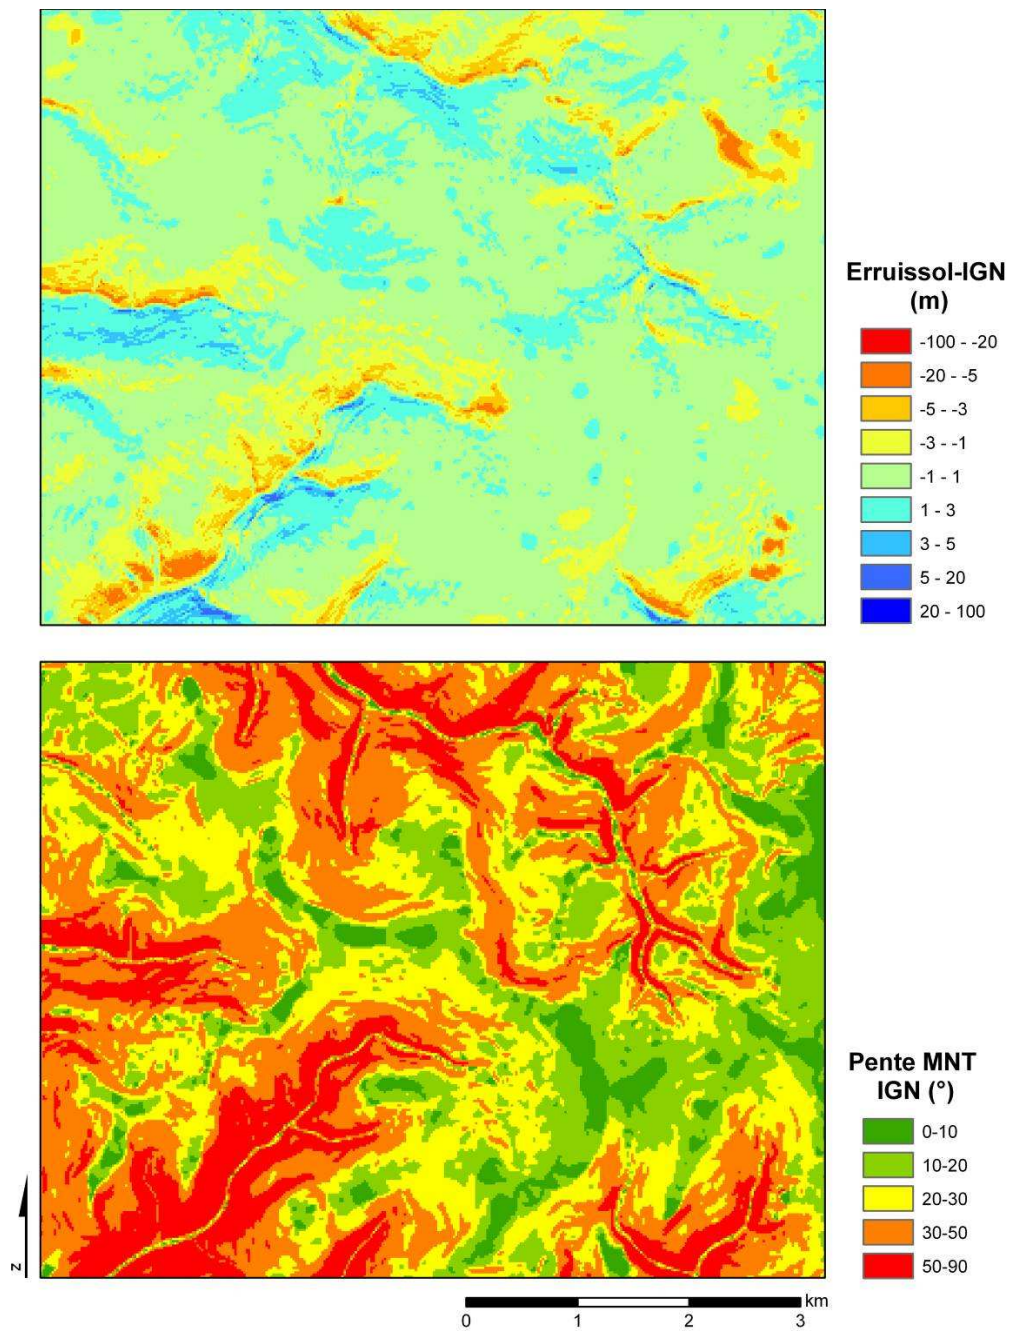 Erruissol-IGN
(m)
-100 - -20
-20 - -5
-5 - -3
-3 - -1
-1 - 1
1 - 3
3 - 5
5 - 20
20 - 100
Pente MNT
IGN (°)
0-10
10-20
20-30
30-50
50-90
N
km
0 1 2 3